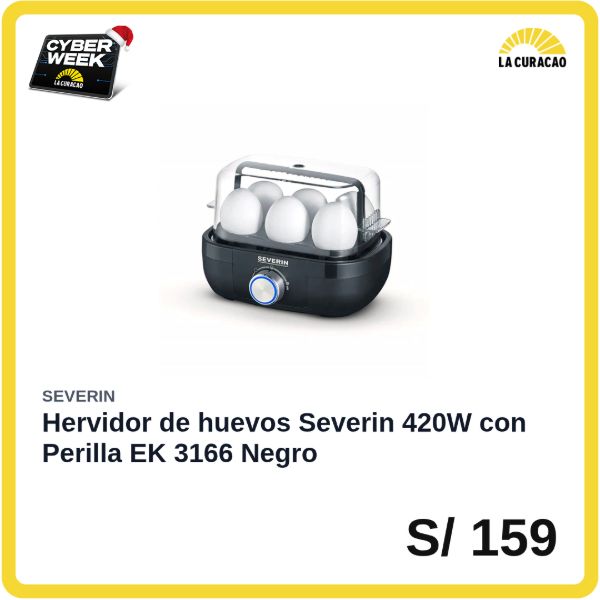 CYBER
WEEK
LA CURACAO
LA CURACAO
SEVERIN
SEVERIN
Hervidor de huevos Severin 420W con
Perilla EK 3166 Negro
S/ 159